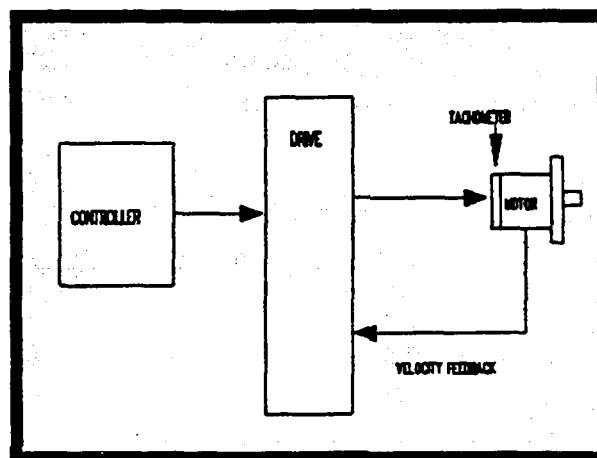 TACHOMETER
DRIVE
CONTROLLER
MOTOR
VELOCITY FEEDBACK